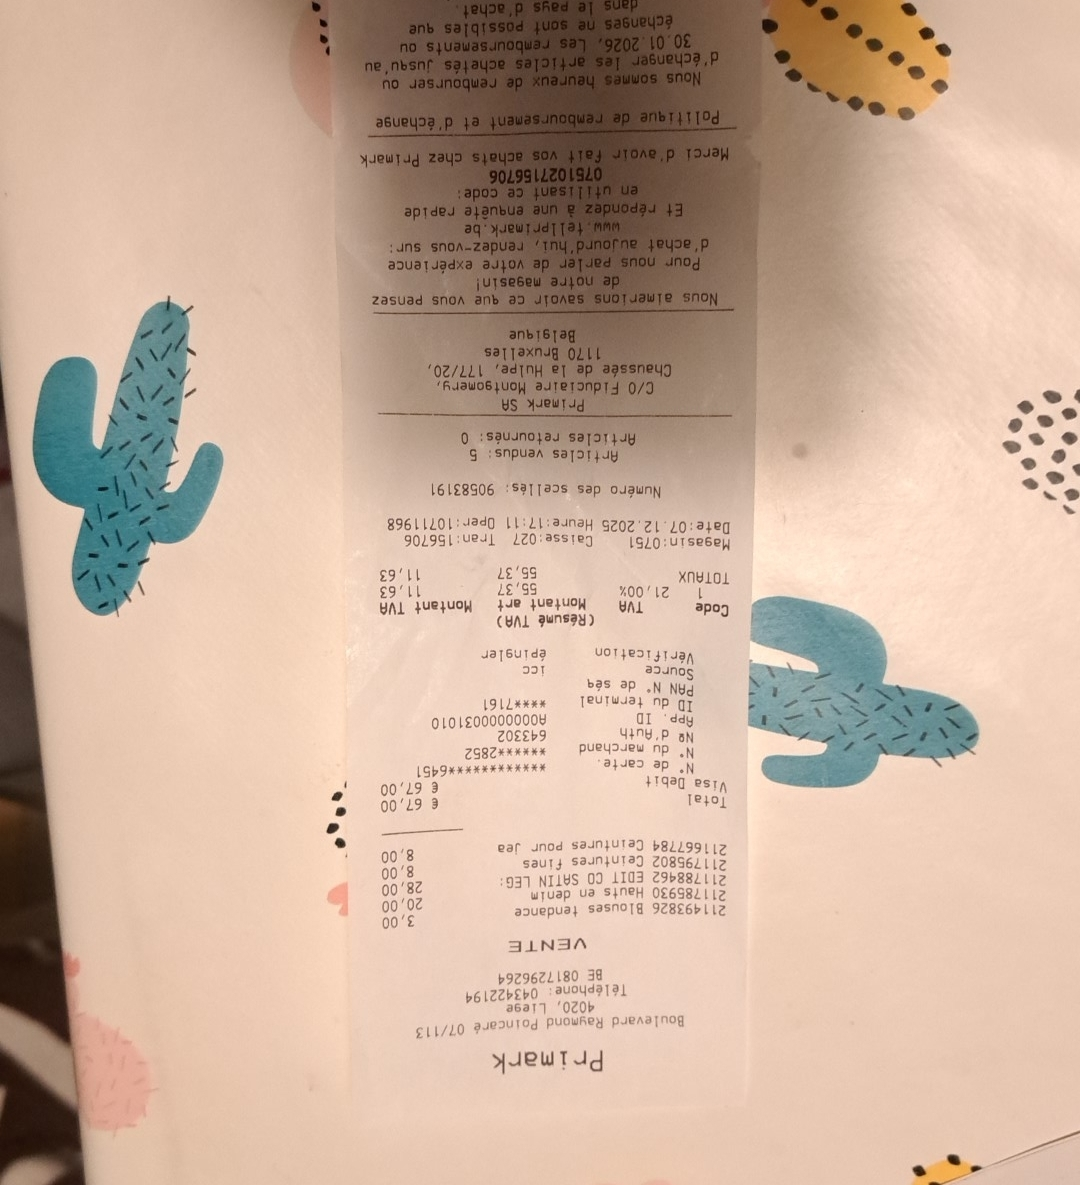 Primark
Boulevard Raymond Poincaré 07/113
4020, Liege
Téléphone: 043422194
BE 0817296264
VENTE
211493826 Blouses tendance 3,00
211785930 Hauts en denim 20,00
211788462 EDIT CO SATIN LEG: 28,00
211795802 Ceintures fines 8,00
211667784 Ceintures pour jea 8,00
Total € 67,00
Visa Debit € 67,00
N° de carte. ************6451
N° du marchand *******2852
Nº d'Auth 643302
App. ID A0000000031010
ID du terminal ****7161
PAN N° de séq
Source icc
Vérification épingler
(Résumé TVA)
Code TVA Montant art Montant TVA
1 21,00% 55,37 11,63
TOTAUX 55,37 11,63
Magasin:0751 Caisse:027 Tran:156706
Date:07.12.2025 Heure:17:11 Oper:10711968
Numéro des scellés: 90583191
Articles vendus: 5
Articles retournés: 0
Primark SA
C/O Fiduciaire Montgomery,
Chaussée de la Hulpe, 177/20,
1170 Bruxelles
Belgique
Nous aimerions savoir ce que vous pensez
de notre magasin!
Pour nous parler de votre expérience
d'achat aujourd'hui, rendez-vous sur:
www.tellprimark.be
Et répondez à une enquête rapide
en utilisant ce code:
0751027156706
Merci d'avoir fait vos achats chez Primark
Politique de remboursement et d'échange
Nous sommes heureux de rembourser ou
d'échanger les articles achetés jusqu'au
30.01.2026, Les remboursements ou
échanges ne sont possibles que
dans le pays d'achat.